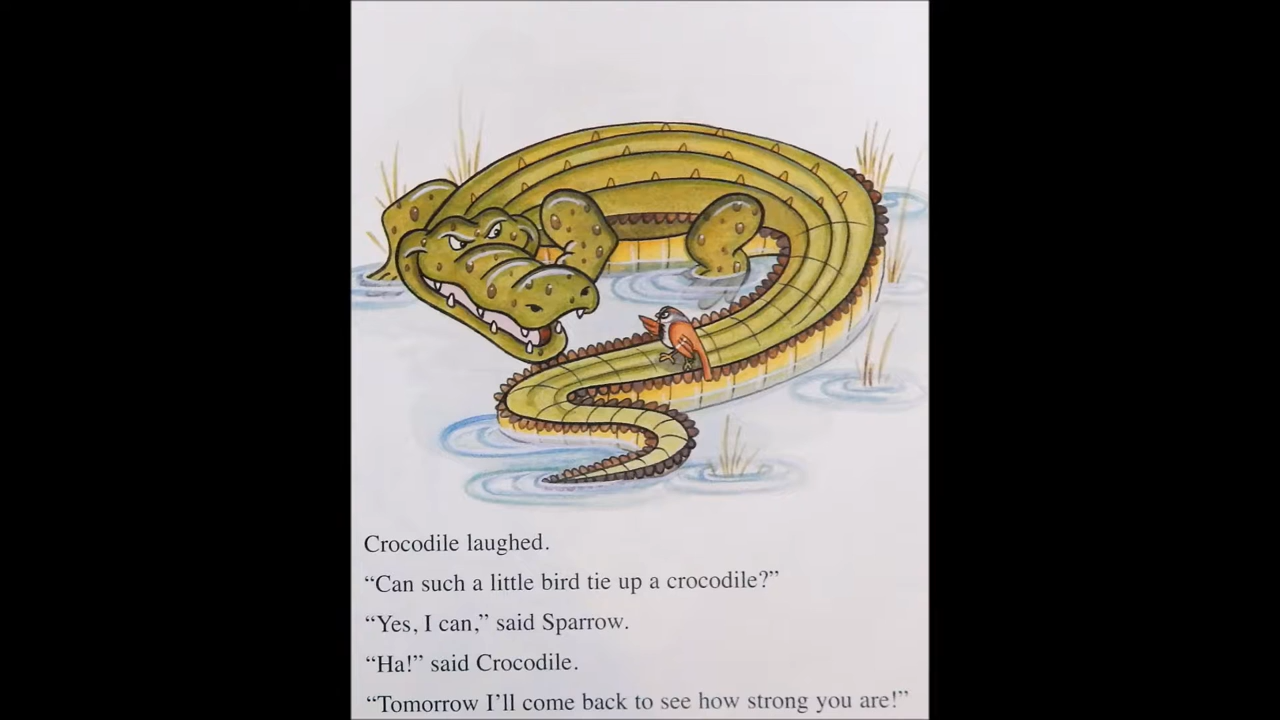 Crocodile laughed.
“Can such a little bird tie up a crocodile?”
“Yes, I can,” said Sparrow.
“Ha!” said Crocodile.
“Tomorrow I’ll come back to see how strong you are!”